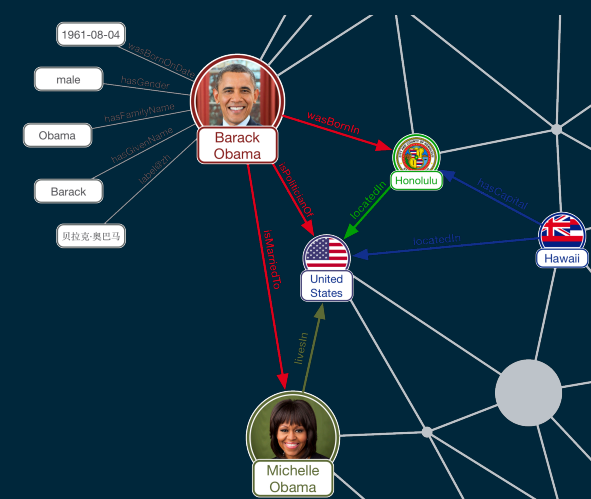 1961-08-04
wasBornOnDate
male
hasGender
Obama
hasFamilyName
Barack
hasGivenName
贝拉克·奥巴马
label@zh
Barack
Obama
wasBornIn
Honolulu
isPoliticianOf
locatedIn
hasCapital
locatedIn
Hawaii
United
States
isMarriedTo
livesIn
Michelle
Obama